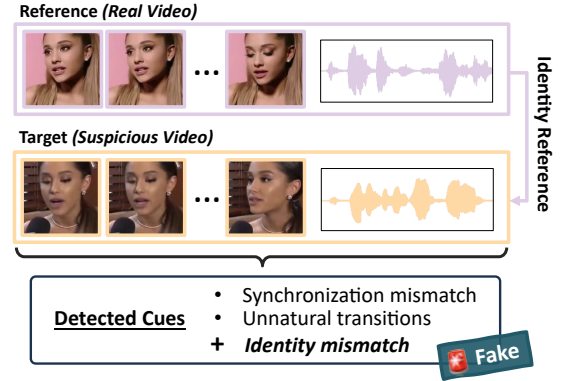 Reference (Real Video)
...
Identity Reference
Target (Suspicious Video)
...
Detected Cues
• Synchronization mismatch
• Unnatural transitions
+ Identity mismatch
Fake